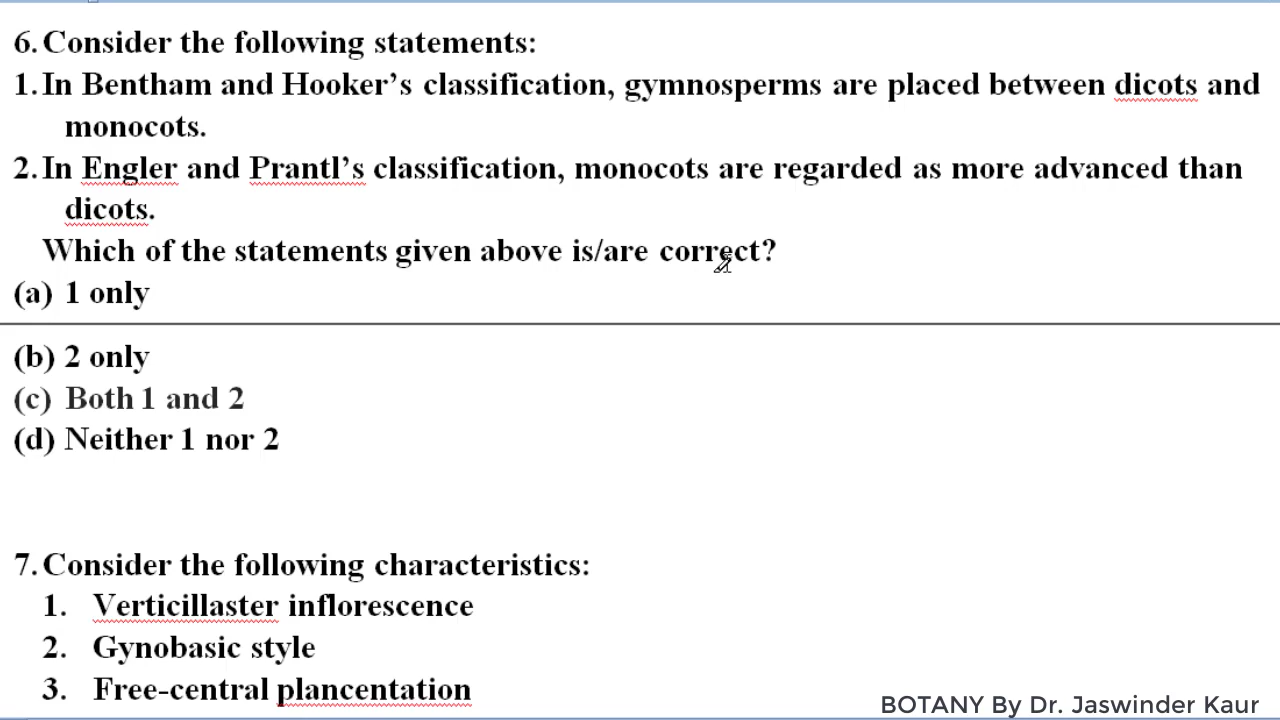 6. Consider the following statements:
1. In Bentham and Hooker’s classification, gymnosperms are placed between dicots and
monocots.
2. In Engler and Prantl’s classification, monocots are regarded as more advanced than
dicots.
Which of the statements given above is/are correct?
(a) 1 only
(b) 2 only
(c) Both 1 and 2
(d) Neither 1 nor 2
7. Consider the following characteristics:
1. Verticillaster inflorescence
2. Gynobasic style
3. Free-central plancentation
BOTANY By Dr. Jaswinder Kaur